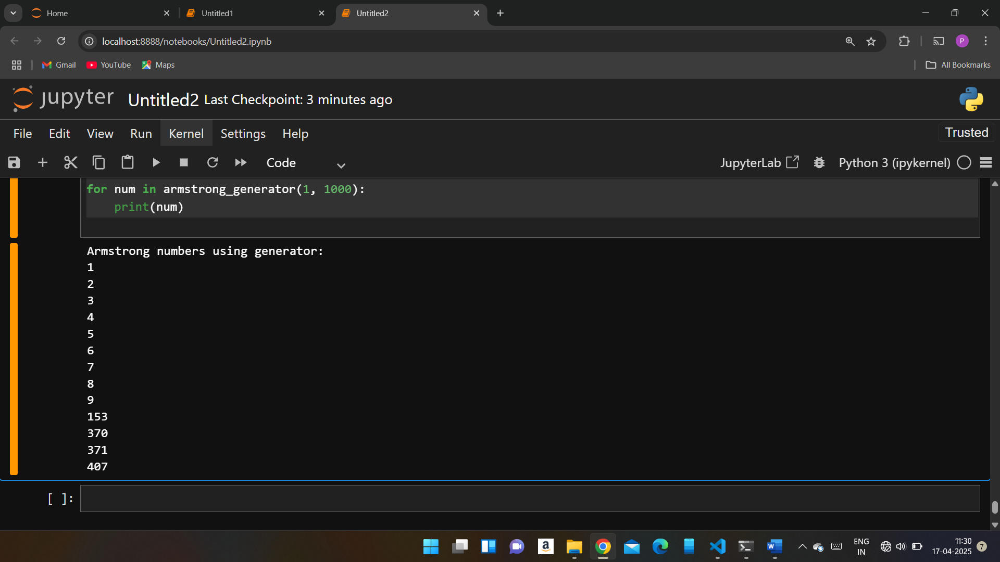 Home
Untitled1
Untitled2
localhost:8888/notebooks/Untitled2.ipynb
P
Gmail
YouTube
Maps
All Bookmarks
jupyter
Untitled2 Last Checkpoint: 3 minutes ago
File Edit View Run Kernel Settings Help
Trusted
Code
JupyterLab
Python 3 (ipykernel)
for num in armstrong_generator(1, 1000):
    print(num)
Armstrong numbers using generator:
1
2
3
4
5
6
7
8
9
153
370
371
407
[ ]:
a
W
ENG
IN
11:30
17-04-2025
7